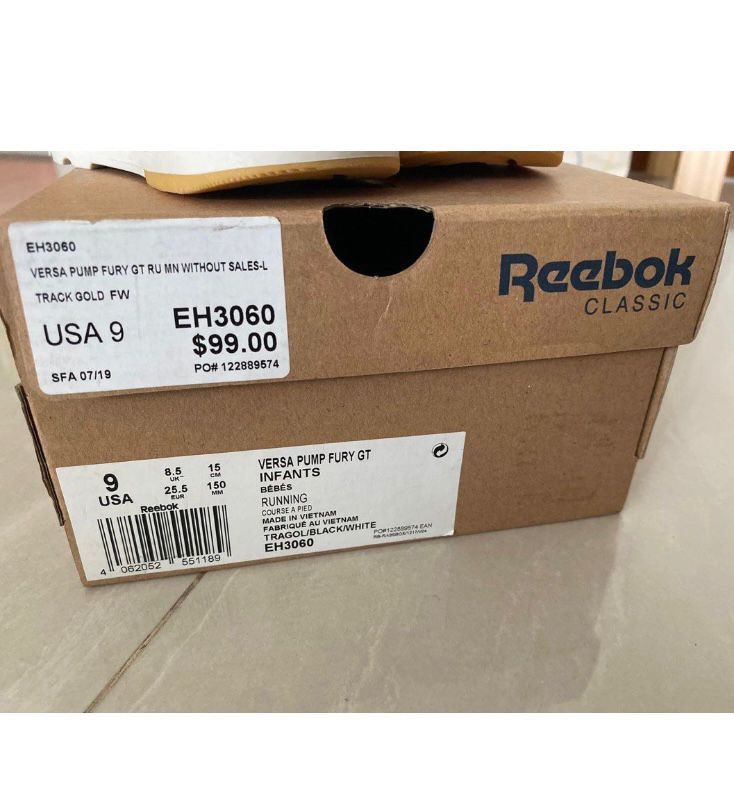 EH3060
VERSA PUMP FURY GT RU MN WITHOUT SALES-L
TRACK GOLD FW
USA 9
EH3060
$99.00
SFA 07/19
PO# 122889574
Reebok
CLASSIC
9
USA
8.5
UK
15
CM
25.5
EUR
150
MM
Reebok
4 062052 551189
VERSA PUMP FURY GT
INFANTS
BÉBÉS
RUNNING
COURSE A PIED
MADE IN VIETNAM
FABRIQUÉ AU VIETNAM
TRAGOL/BLACK/WHITE
EH3060
PO#122889574 EAN